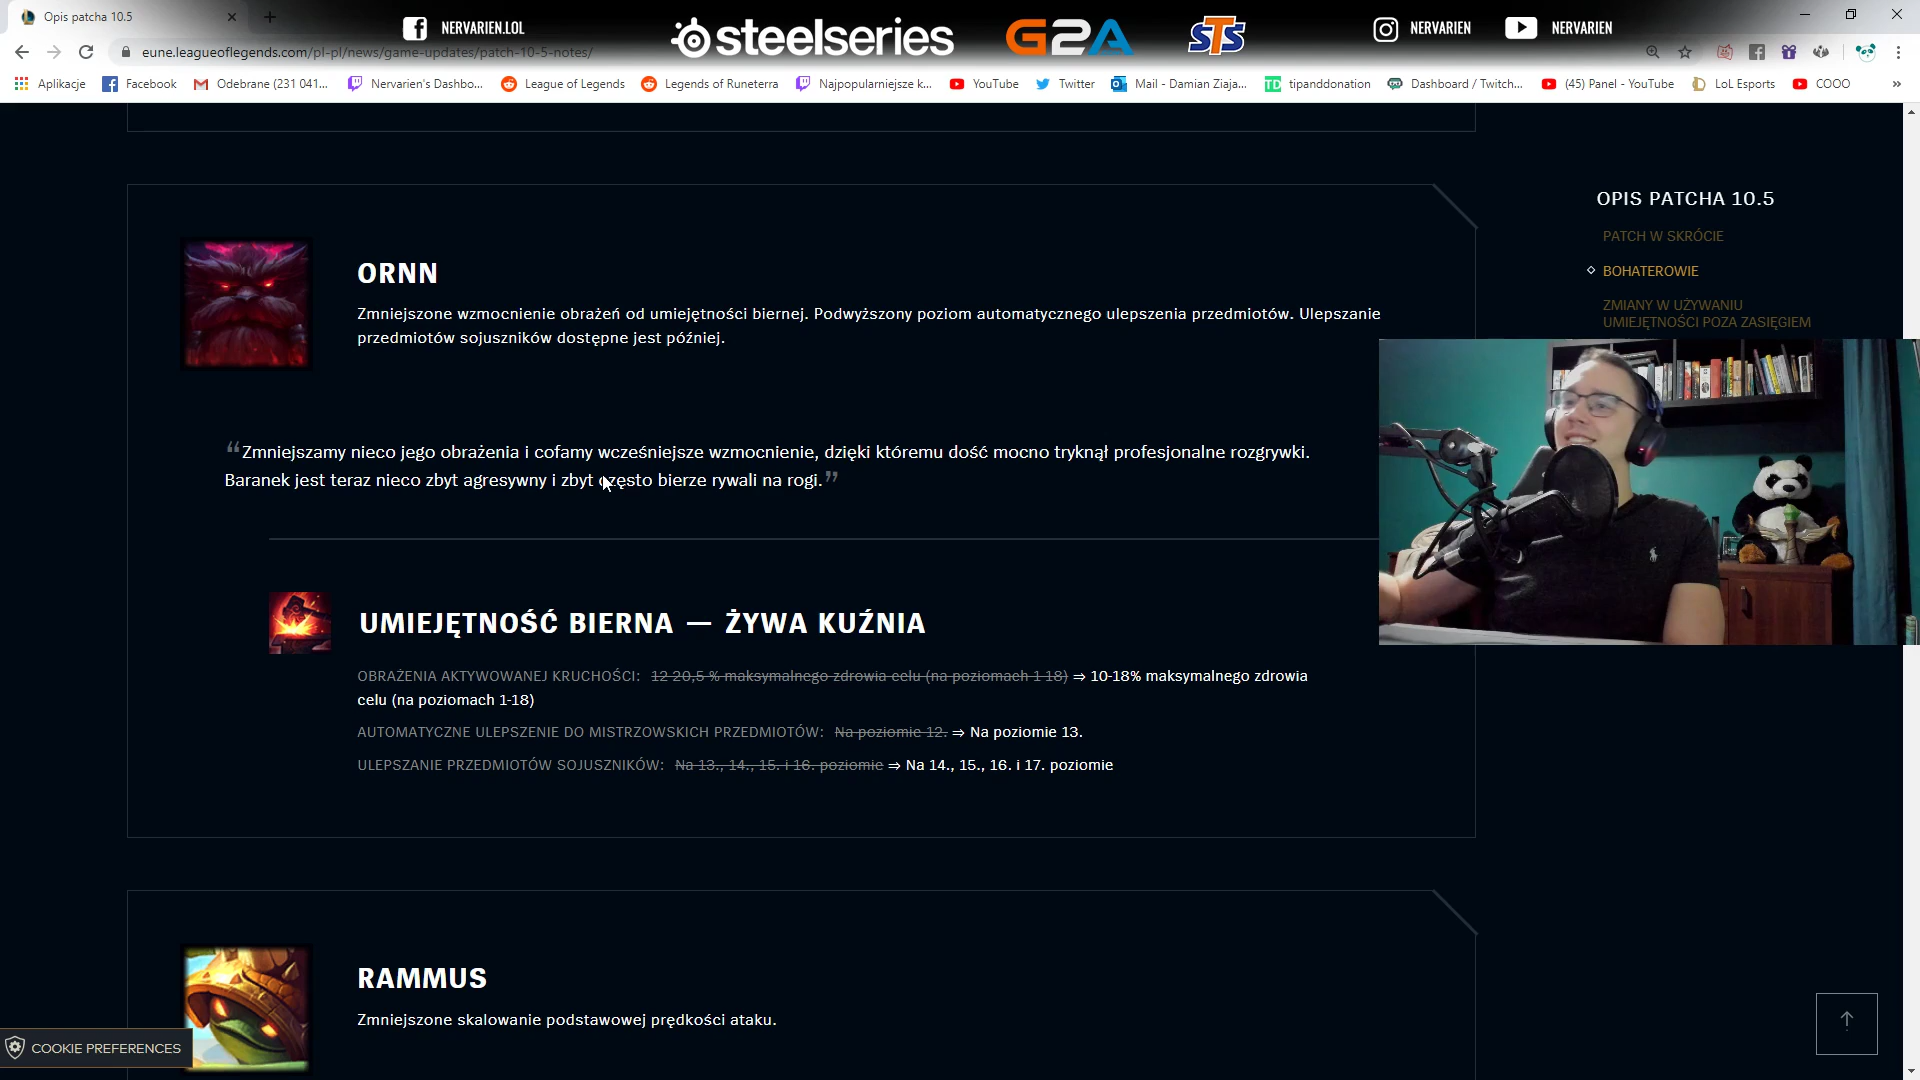 Opis patcha 10.5
NERVARIEN.LOL
steelseries
G2A
STS
NERVARIEN
NERVARIEN
eune.leagueoflegends.com/pl-pl/news/game-updates/patch-10-5-notes/
Aplikacje
Facebook
Odebrane (231 041...
Nervarien's Dashbo...
League of Legends
Legends of Runeterra
Najpopularniejsze k...
YouTube
Twitter
Mail - Damian Ziaja...
TD
tipanddonation
Dashboard / Twitch...
(45) Panel - YouTube
LoL Esports
COOO
ORNN
Zmniejszone wzmocnienie obrażeń od umiejętności biernej. Podwyższony poziom automatycznego ulepszenia przedmiotów. Ulepszanie
przedmiotów sojuszników dostępne jest później.
“Zmniejszamy nieco jego obrażenia i cofamy wcześniejsze wzmocnienie, dzięki któremu dość mocno tryknął profesjonalne rozgrywki.
Baranek jest teraz nieco zbyt agresywny i zbyt często bierze rywali na rogi.”
UMIEJĘTNOŚĆ BIERNA — ŻYWA KUŹNIA
OBRAŻENIA AKTYWOWANEJ KRUCHOŚCI: 12-20,5 % maksymalnego zdrowia celu (na poziomach 1-18) ⇒ 10-18% maksymalnego zdrowia
celu (na poziomach 1-18)
AUTOMATYCZNE ULEPSZENIE DO MISTRZOWSKICH PRZEDMIOTÓW: Na poziomie 12. ⇒ Na poziomie 13.
ULEPSZANIE PRZEDMIOTÓW SOJUSZNIKÓW: Na 13., 14., 15. i 16. poziomie ⇒ Na 14., 15., 16. i 17. poziomie
RAMMUS
Zmniejszone skalowanie podstawowej prędkości ataku.
COOKIE PREFERENCES
OPIS PATCHA 10.5
PATCH W SKRÓCIE
BOHATEROWIE
ZMIANY W UŻYWANIU
UMIEJĘTNOŚCI POZA ZASIĘGIEM